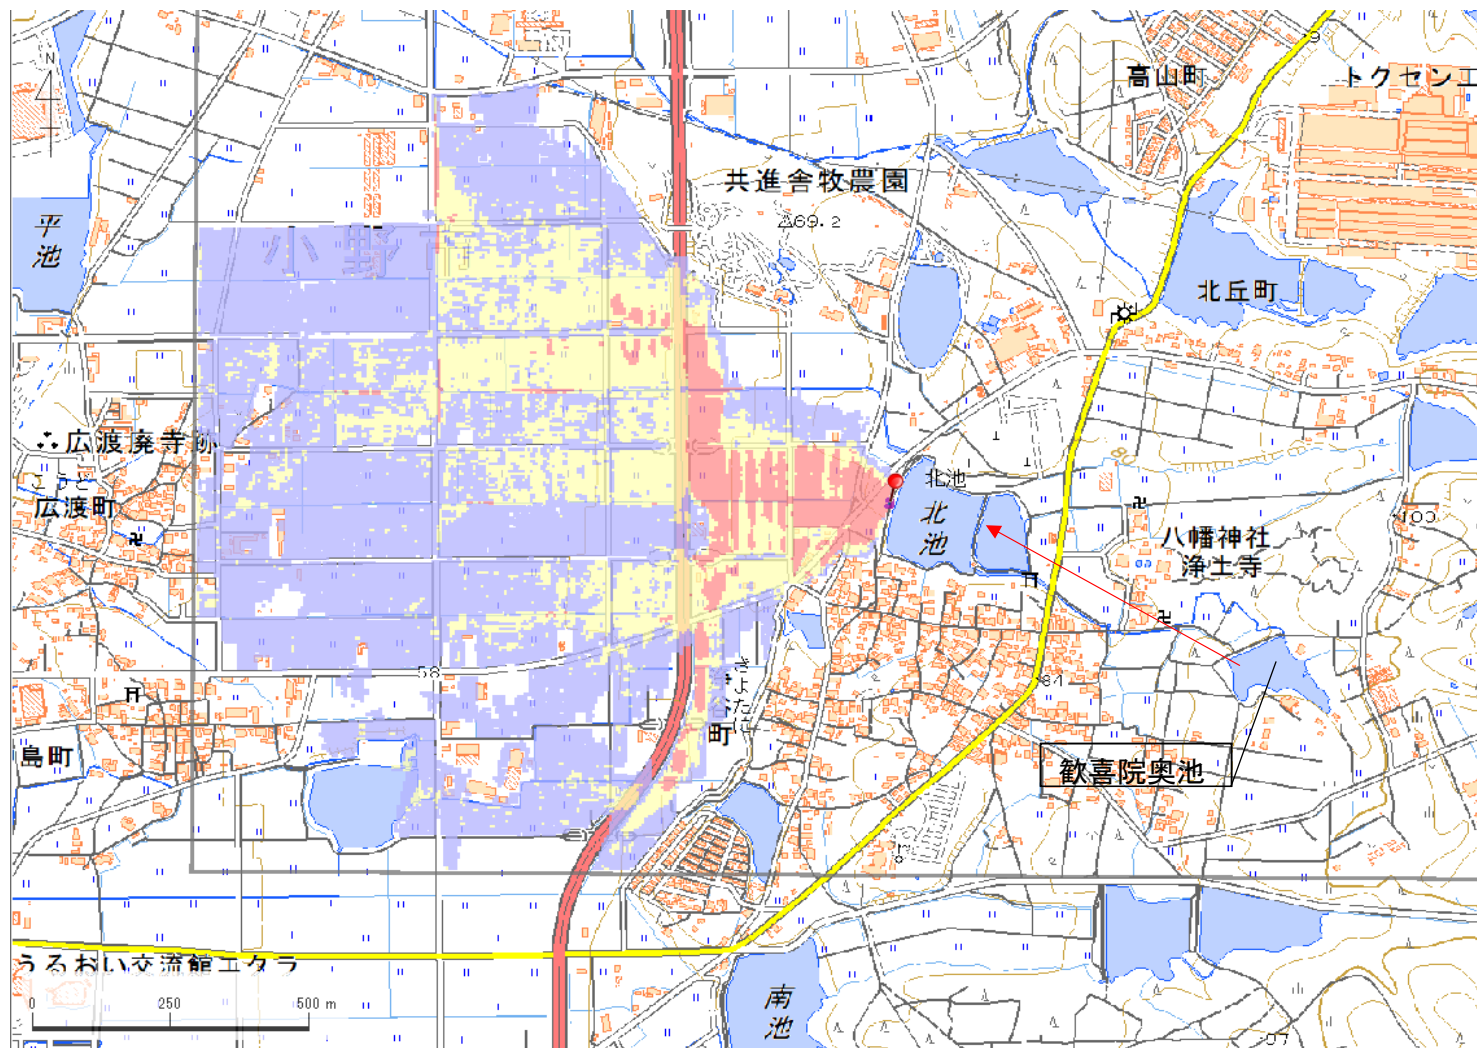 N
高山町
トクセンエ
共進舎牧農園
69.2
平池
小野市
北丘町
広渡廃寺跡
北池
北池
広渡町
八幡神社
浄土寺
58
84
きよたに
町
島町
歓喜院奥池
うるおい交流館エクラ
0 250 500 m
南池